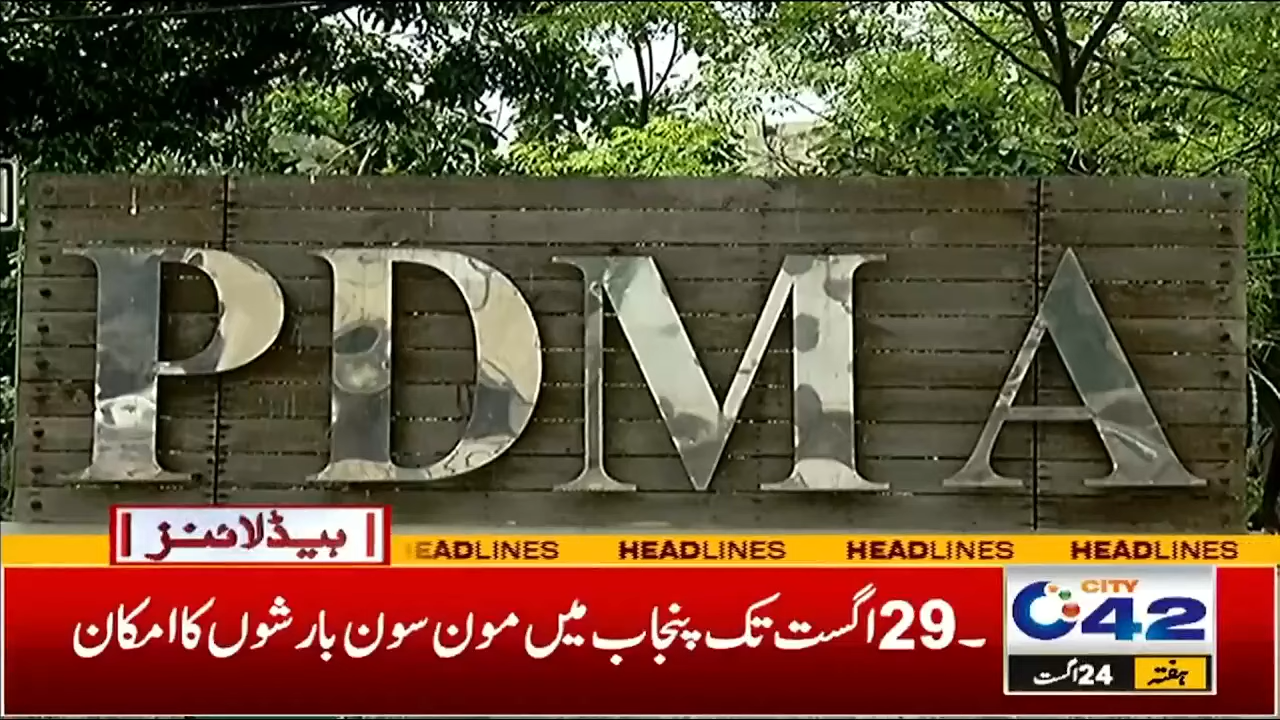 PDMA
ہیڈلائنز
EADLINES HEADLINES HEADLINES HEADLINES
۔29 اگست تک پنجاب میں مون سون بارشوں کا امکان
CITY
42
ہفتہ 24 اگست